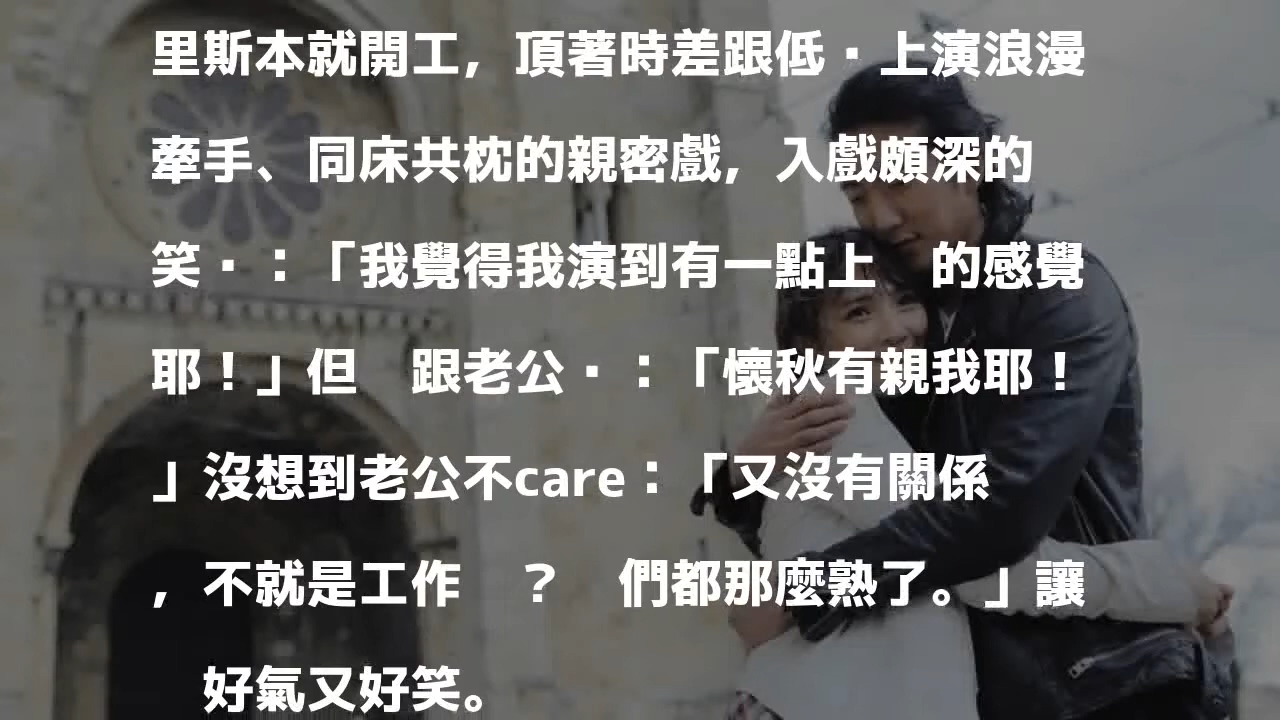 里斯本就開工，頂著時差跟低·上演浪漫
牽手、同床共枕的親密戲，入戲頗深的
笑·：「我覺得我演到有一點上　的感覺
耶！」但　跟老公·：「懷秋有親我耶！
」沒想到老公不care：「又沒有關係
，不就是工作　？　們都那麼熟了。」讓
　好氣又好笑。